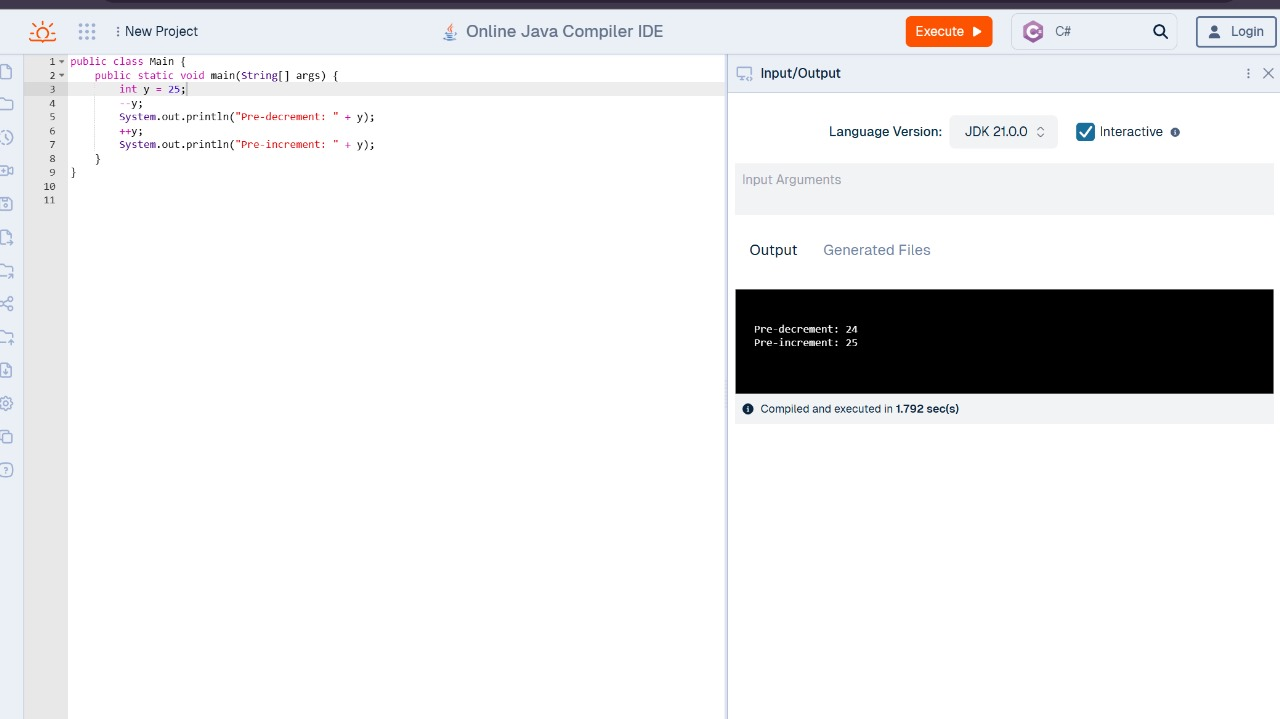 New Project
Online Java Compiler IDE
Execute
C#
Login
1 public class Main {
2 public static void main(String[] args) {
3 int y = 25;
4 --y;
5 System.out.println("Pre-decrement: " + y);
6 ++y;
7 System.out.println("Pre-increment: " + y);
8 }
9 }
10
11
Input/Output
Language Version: JDK 21.0.0 Interactive
Input Arguments
Output Generated Files
Pre-decrement: 24
Pre-increment: 25
Compiled and executed in 1.792 sec(s)